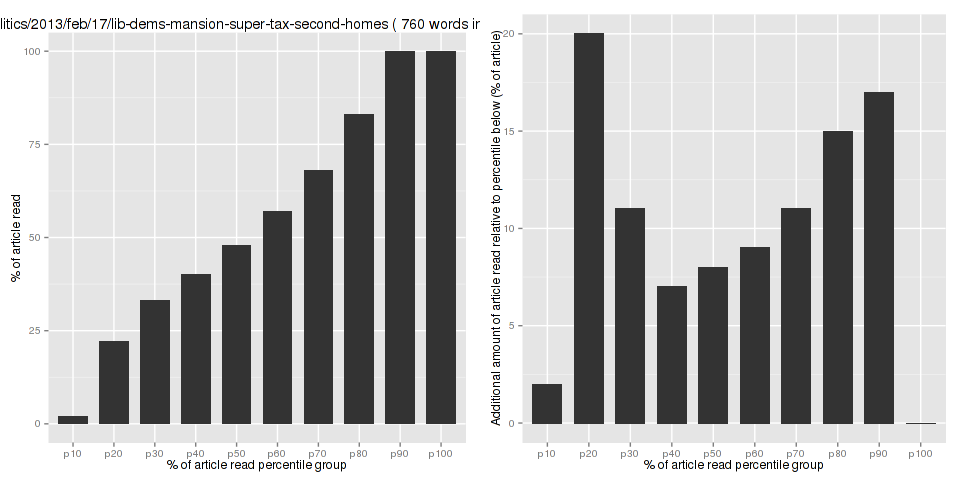 litics/2013/feb/17/lib-dems-mansion-super-tax-second-homes ( 760 words ir
% of article read
100
75
50
25
0
p10 p20 p30 p40 p50 p60 p70 p80 p90 p100
% of article read percentile group
Additional amount of article read relative to percentile below (% of article)
20
15
10
5
0
p10 p20 p30 p40 p50 p60 p70 p80 p90 p100
% of article read percentile group